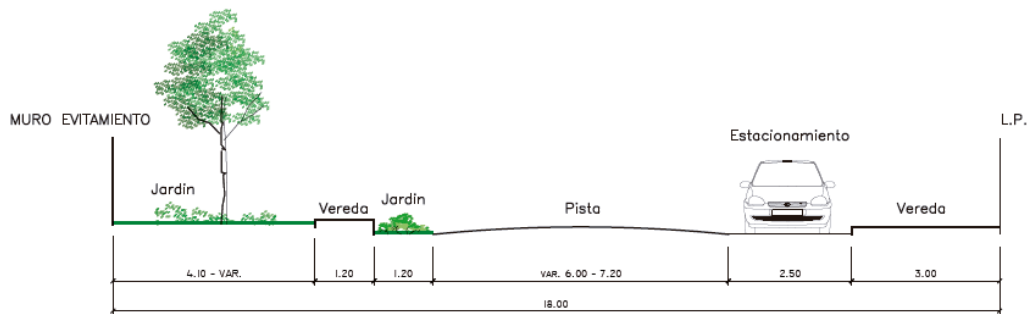 MURO EVITAMIENTO
L.P.
Estacionamiento
Jardin
Vereda
Jardin
Pista
Vereda
4.10 - VAR.
1.20
1.20
VAR. 6.00 - 7.20
2.50
3.00
18.00